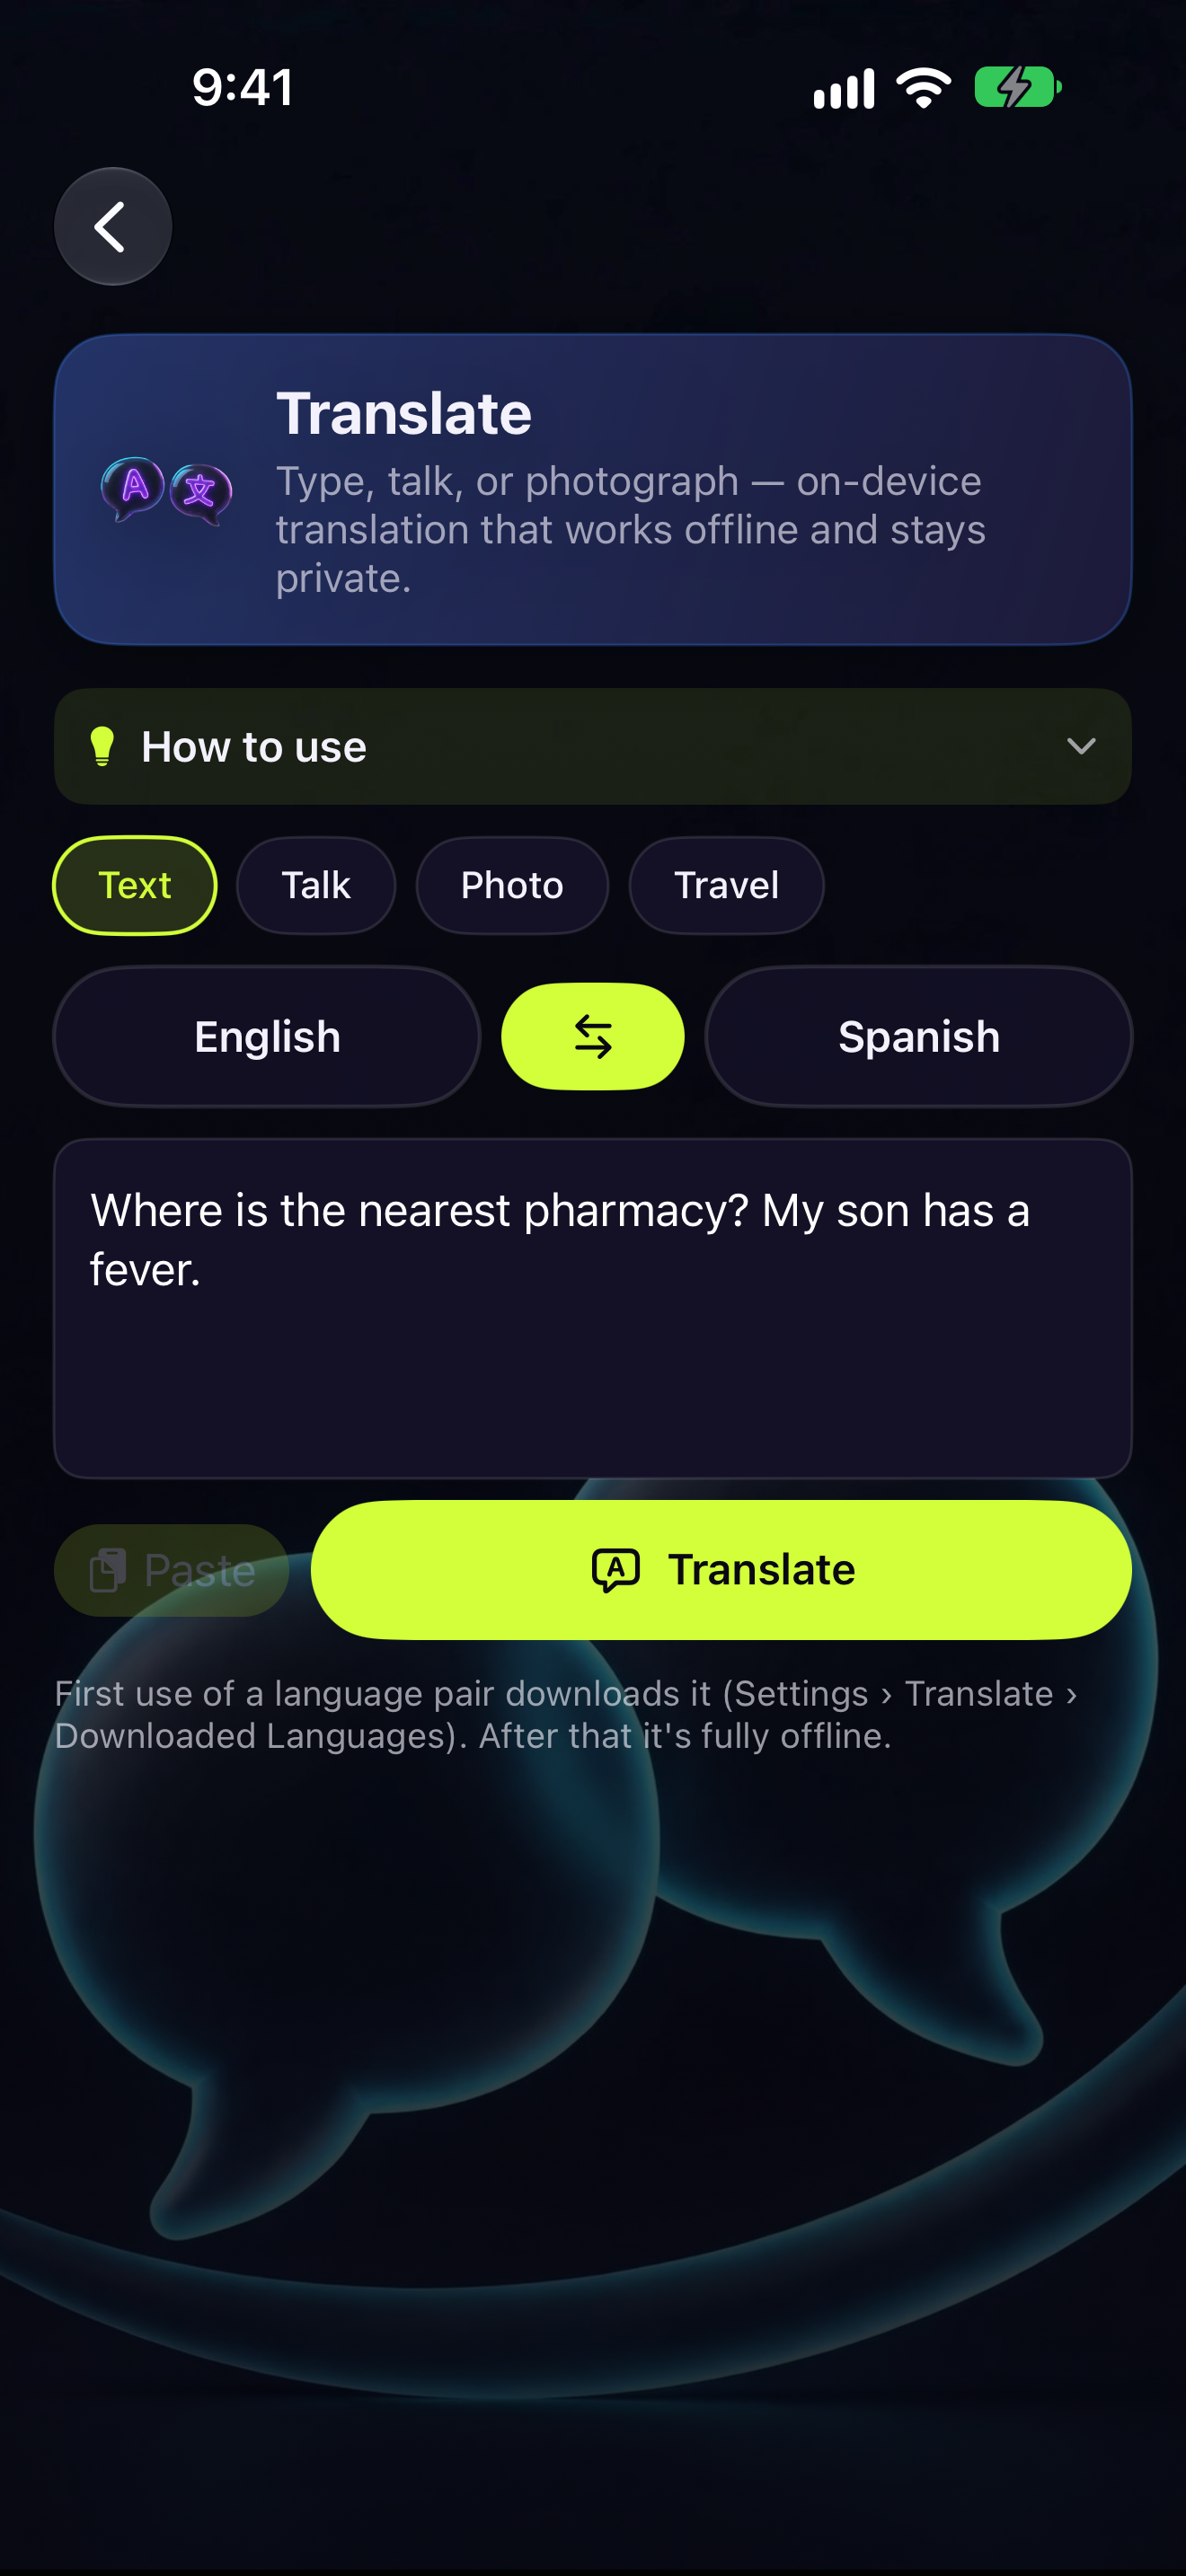 9:41
Translate
A 文
Type, talk, or photograph — on-device
translation that works offline and stays
private.
How to use
Text Talk Photo Travel
English Spanish
Where is the nearest pharmacy? My son has a
fever.
Paste A Translate
First use of a language pair downloads it (Settings › Translate ›
Downloaded Languages). After that it's fully offline.